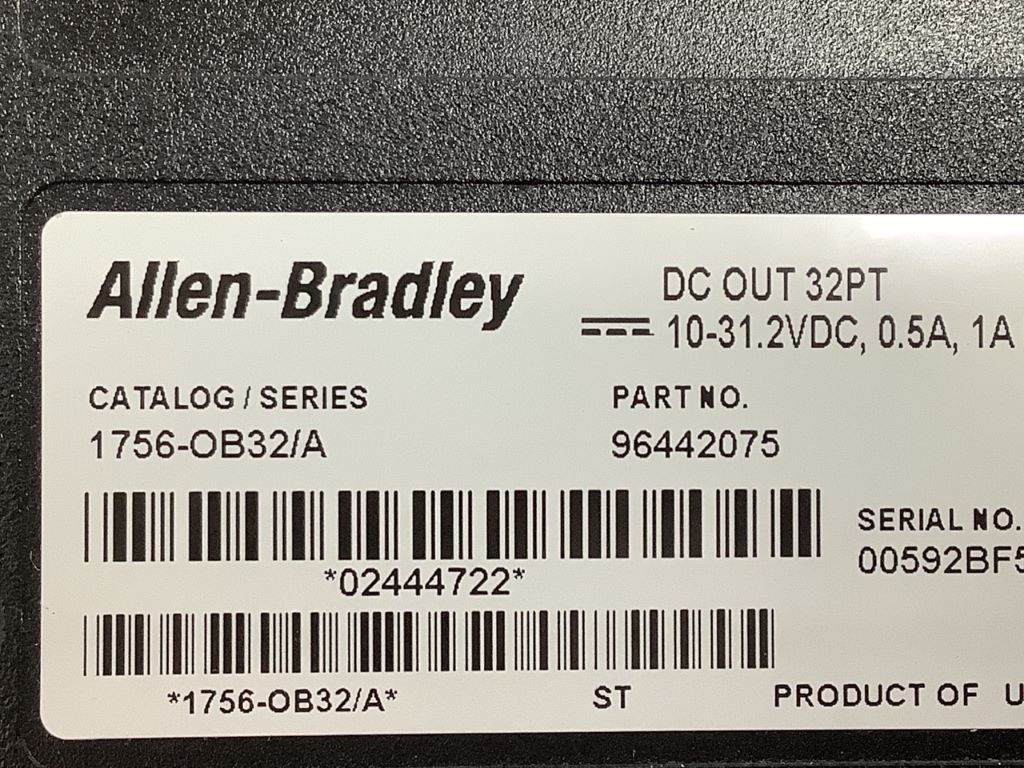 Allen-Bradley
DC OUT 32PT
10-31.2VDC, 0.5A, 1A
CATALOG / SERIES
1756-OB32/A
PART NO.
96442075
SERIAL NO.
00592BF5
*02444722*
*1756-OB32/A*
ST
PRODUCT OF U